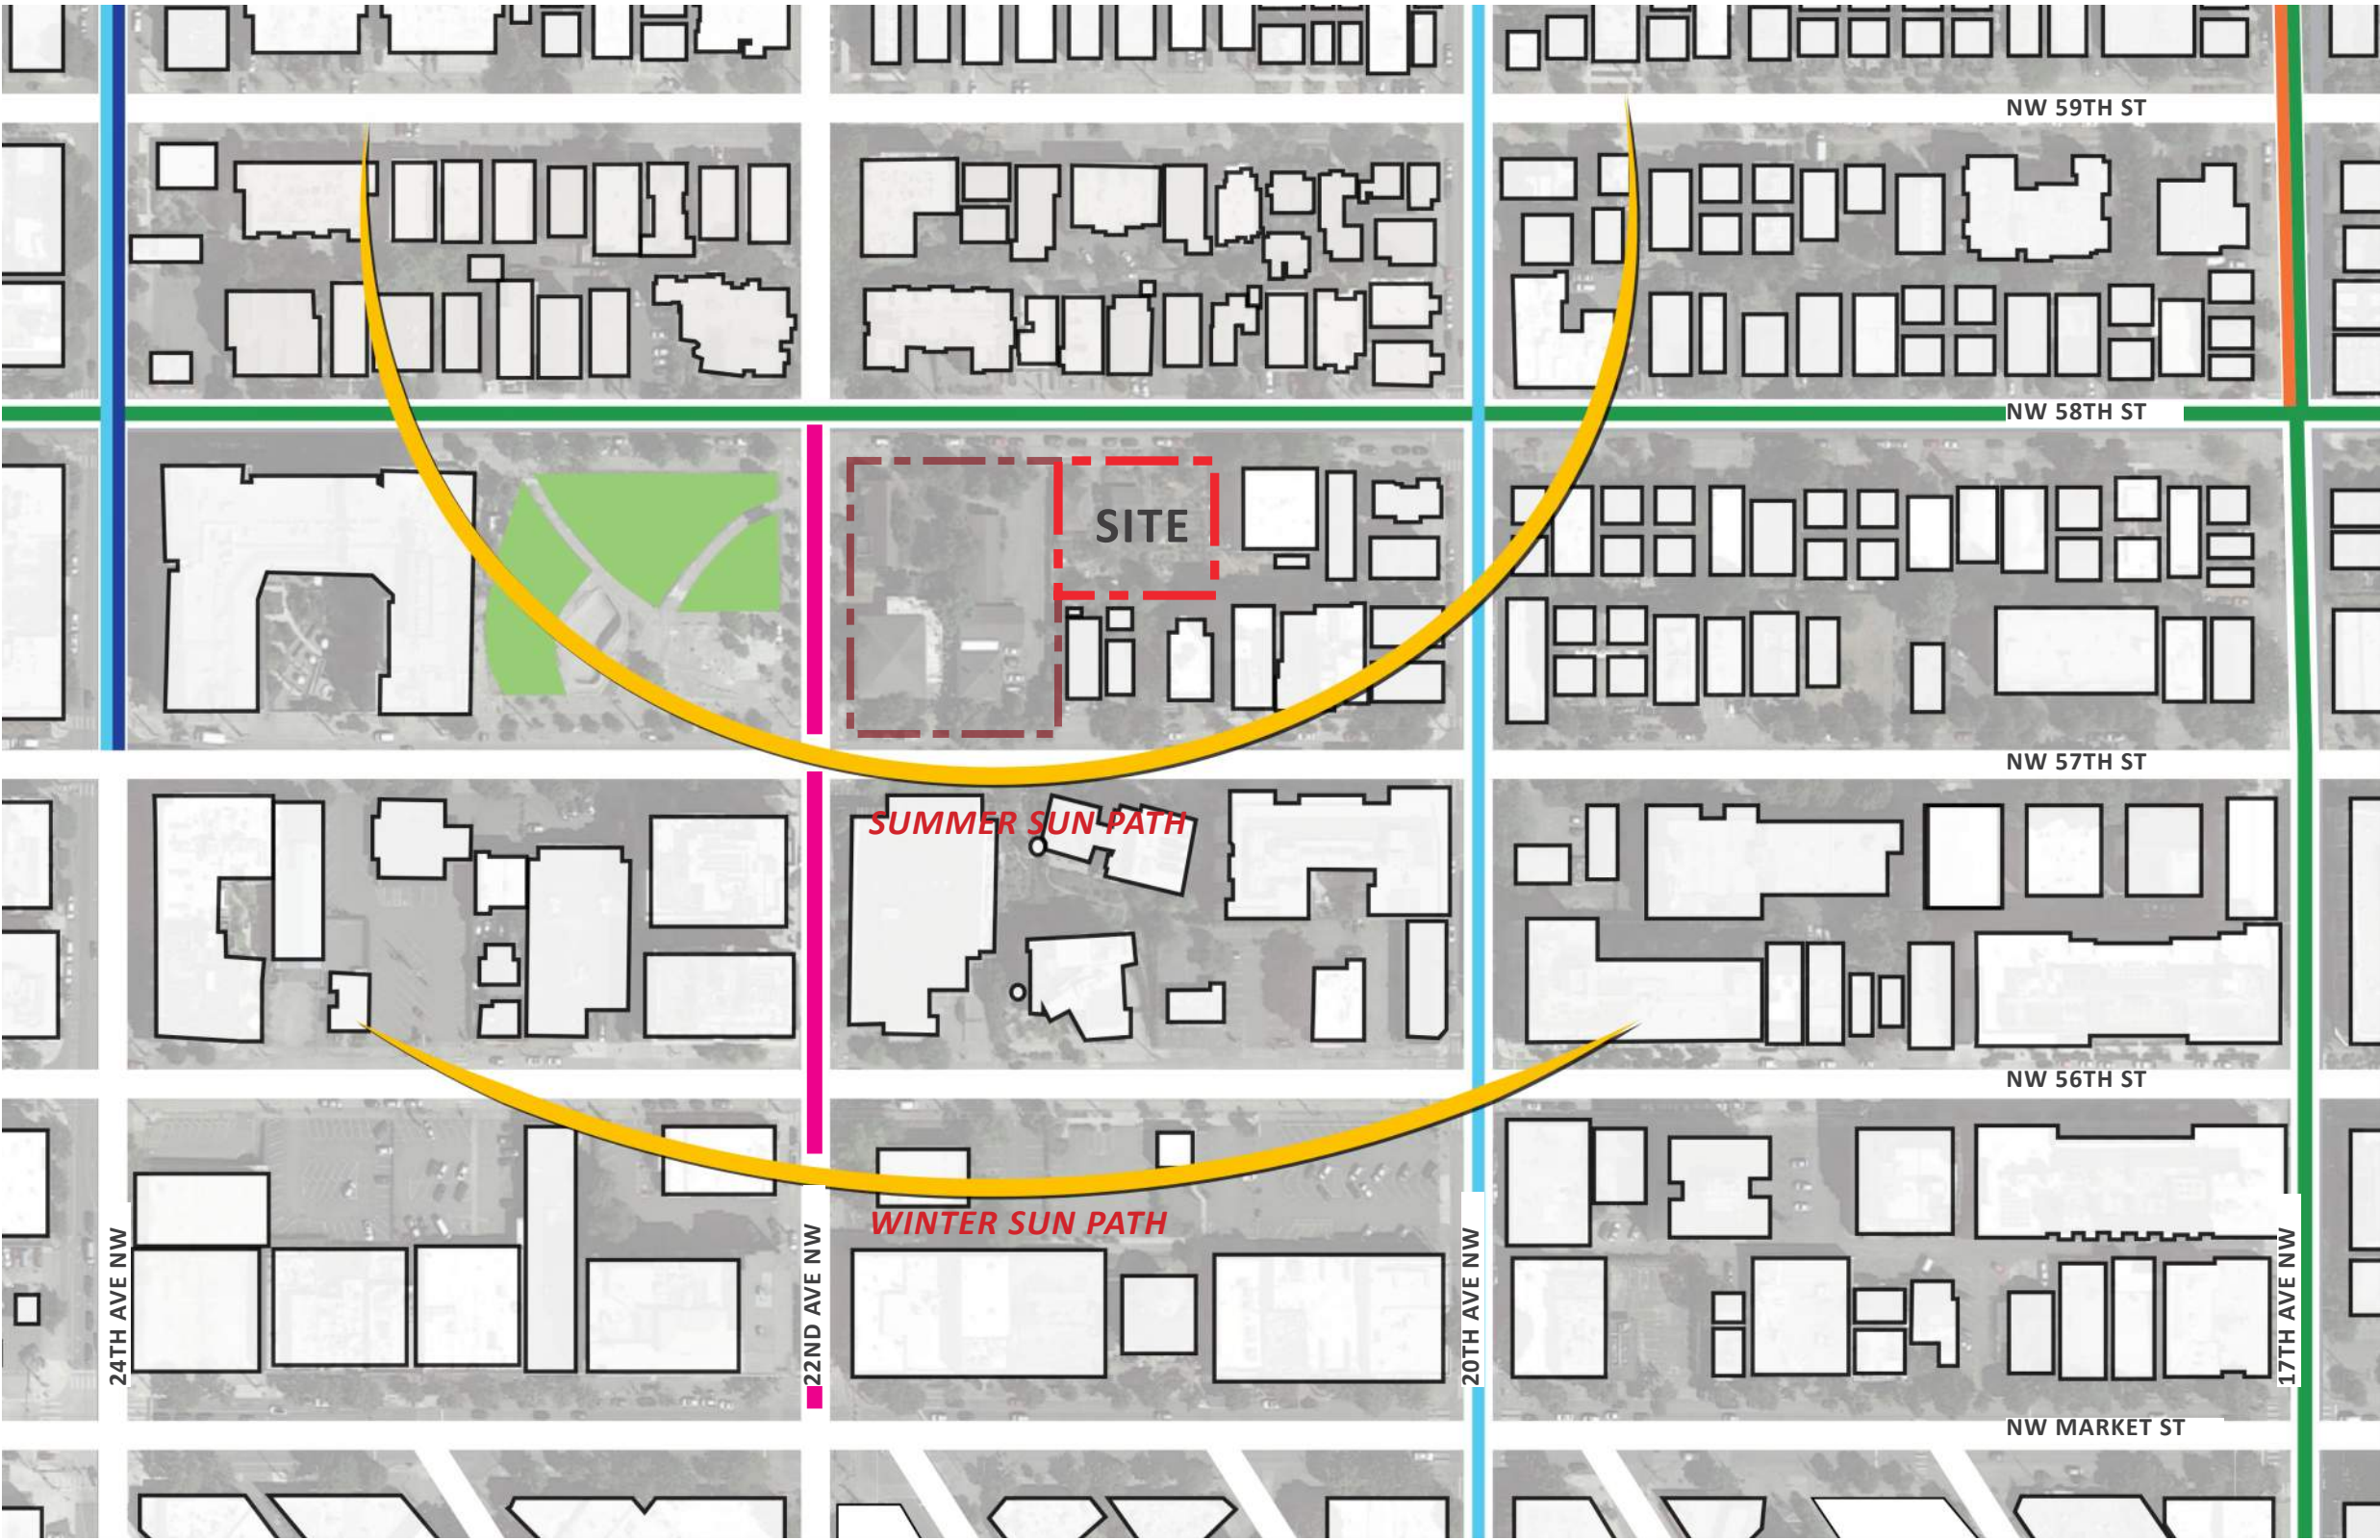 NW 59TH ST
NW 58TH ST
SITE
NW 57TH ST
SUMMER SUN PATH
NW 56TH ST
WINTER SUN PATH
24TH AVE NW
22ND AVE NW
20TH AVE NW
17TH AVE NW
NW MARKET ST